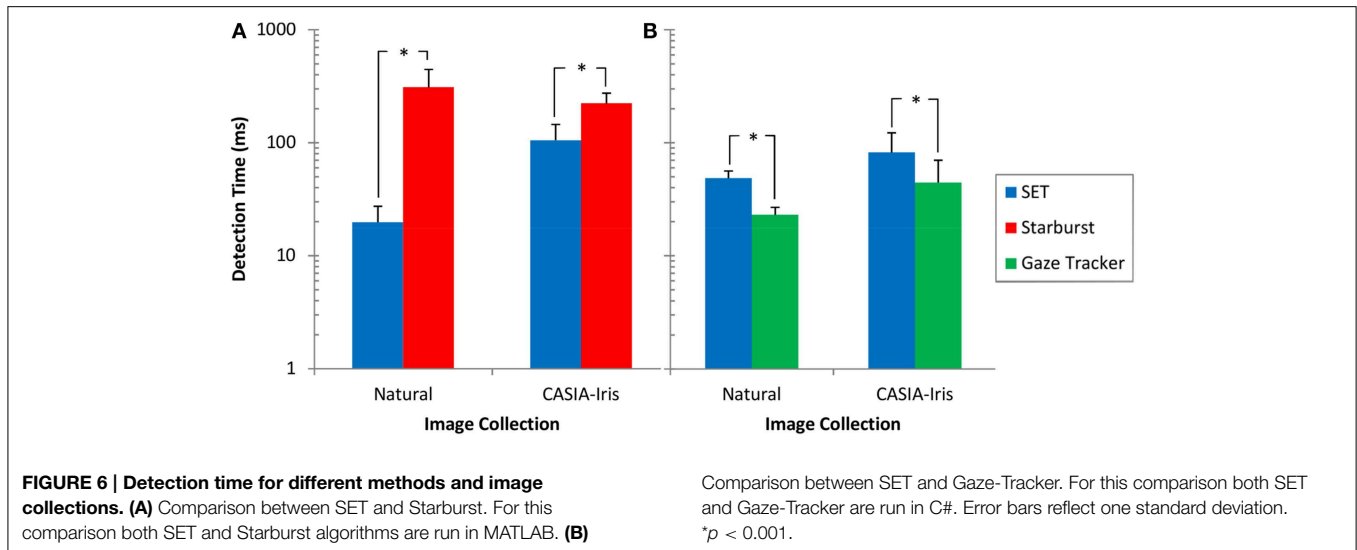 A
B
1000
100
10
1
Detection Time (ms)
*
*
*
*
Natural
CASIA-Iris
Image Collection
Natural
CASIA-Iris
Image Collection
SET
Starburst
Gaze Tracker
FIGURE 6 | Detection time for different methods and image
collections. (A) Comparison between SET and Starburst. For this
comparison both SET and Starburst algorithms are run in MATLAB. (B)
Comparison between SET and Gaze-Tracker. For this comparison both SET
and Gaze-Tracker are run in C#. Error bars reflect one standard deviation.
*p < 0.001.